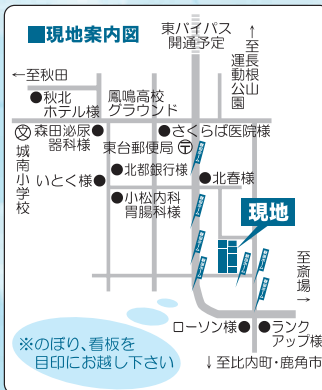 ■現地案内図
東バイパス
開通予定
↑至長根山
運動公園
←至秋田
●秋北
ホテル様
鳳鳴高校
グラウンド
文
城南小学校
森田泌尿●
器科様
●さくらば医院様
東台郵便局〒
●北都銀行様
●北春様
いとく様●
●小松内科
胃腸科様
現地
至斎場→
ローソン様●
●ランク
アップ様
※のぼり、看板を
目印にお越し下さい
↓至比内町・鹿角市